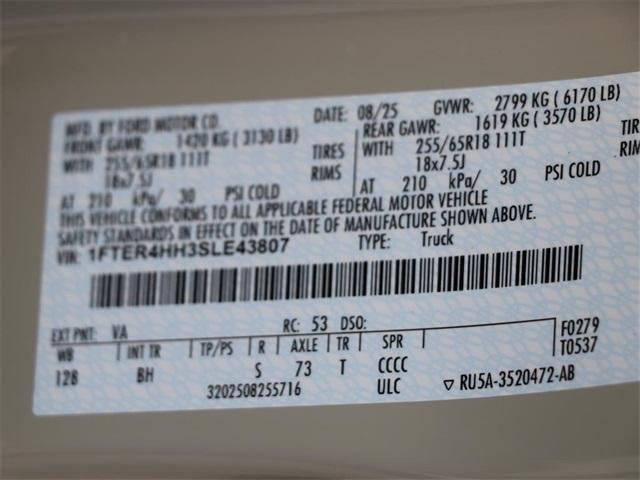 MFD. BY FORD MOTOR CO. DATE: 08/25 GVWR: 2799 KG ( 6170 LB)
FRONT GAWR: 1420 KG ( 3130 LB) REAR GAWR: 1619 KG ( 3570 LB)
WITH 255/65R18 111T TIRES WITH 255/65R18 111T TIRE
18x7.5J RIMS 18x7.5J RIM
AT 210 kPa/ 30 PSI COLD AT 210 kPa/ 30 PSI COLD
THIS VEHICLE CONFORMS TO ALL APPLICABLE FEDERAL MOTOR VEHICLE
SAFETY STANDARDS IN EFFECT ON THE DATE OF MANUFACTURE SHOWN ABOVE.
VIN: 1FTER4HH3SLE43807 TYPE: Truck
EXT PNT: VA RC: 53 DSO:
WB INT TR TP/PS R AXLE TR SPR F0279
128 BH S 73 T CCCC T0537
3202508255716 ULC ▽ RU5A-3520472-AB